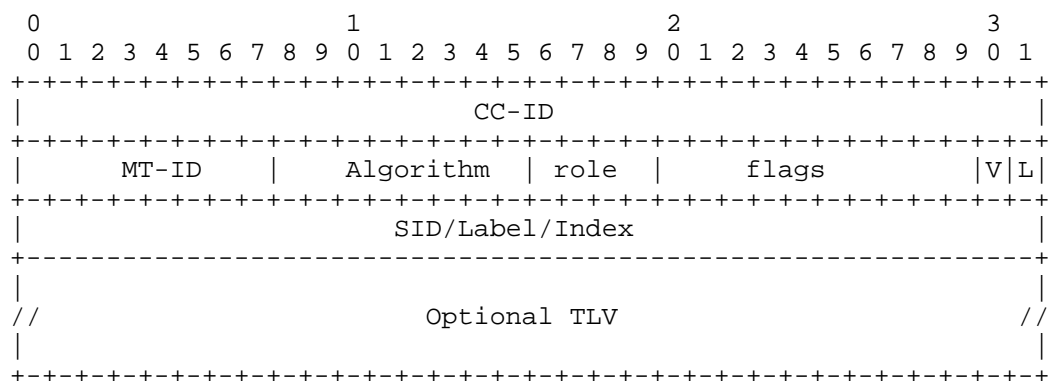 0                   1                   2                   3
 0 1 2 3 4 5 6 7 8 9 0 1 2 3 4 5 6 7 8 9 0 1 2 3 4 5 6 7 8 9 0 1
+-+-+-+-+-+-+-+-+-+-+-+-+-+-+-+-+-+-+-+-+-+-+-+-+-+-+-+-+-+-+-+-+
|                            CC-ID                              |
+-+-+-+-+-+-+-+-+-+-+-+-+-+-+-+-+-+-+-+-+-+-+-+-+-+-+-+-+-+-+-+-+
|      MT-ID    |    Algorithm  | role  |     flags         |V|L|
+-+-+-+-+-+-+-+-+-+-+-+-+-+-+-+-+-+-+-+-+-+-+-+-+-+-+-+-+-+-+-+-+
|                       SID/Label/Index                         |
+---------------------------------------------------------------+
|                                                               |
//                        Optional TLV                         //
|                                                               |
+-+-+-+-+-+-+-+-+-+-+-+-+-+-+-+-+-+-+-+-+-+-+-+-+-+-+-+-+-+-+-+-+